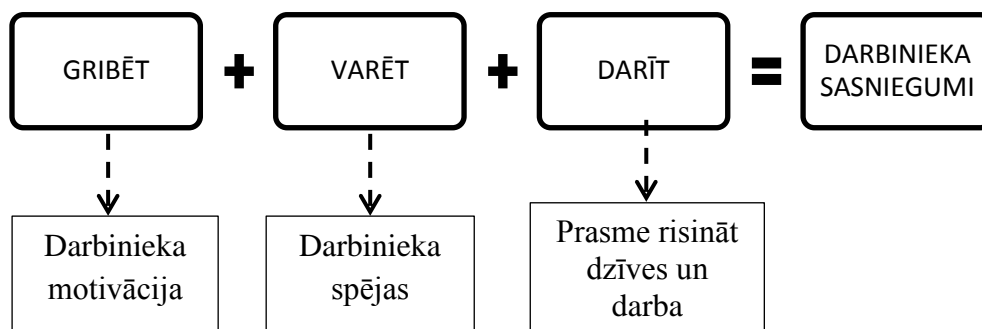 GRIBĒT + VARĒT + DARĪT = DARBINIEKA
SASNIEGUMI
Darbinieka
motivācija
Darbinieka
spējas
Prasme risināt
dzīves un
darba